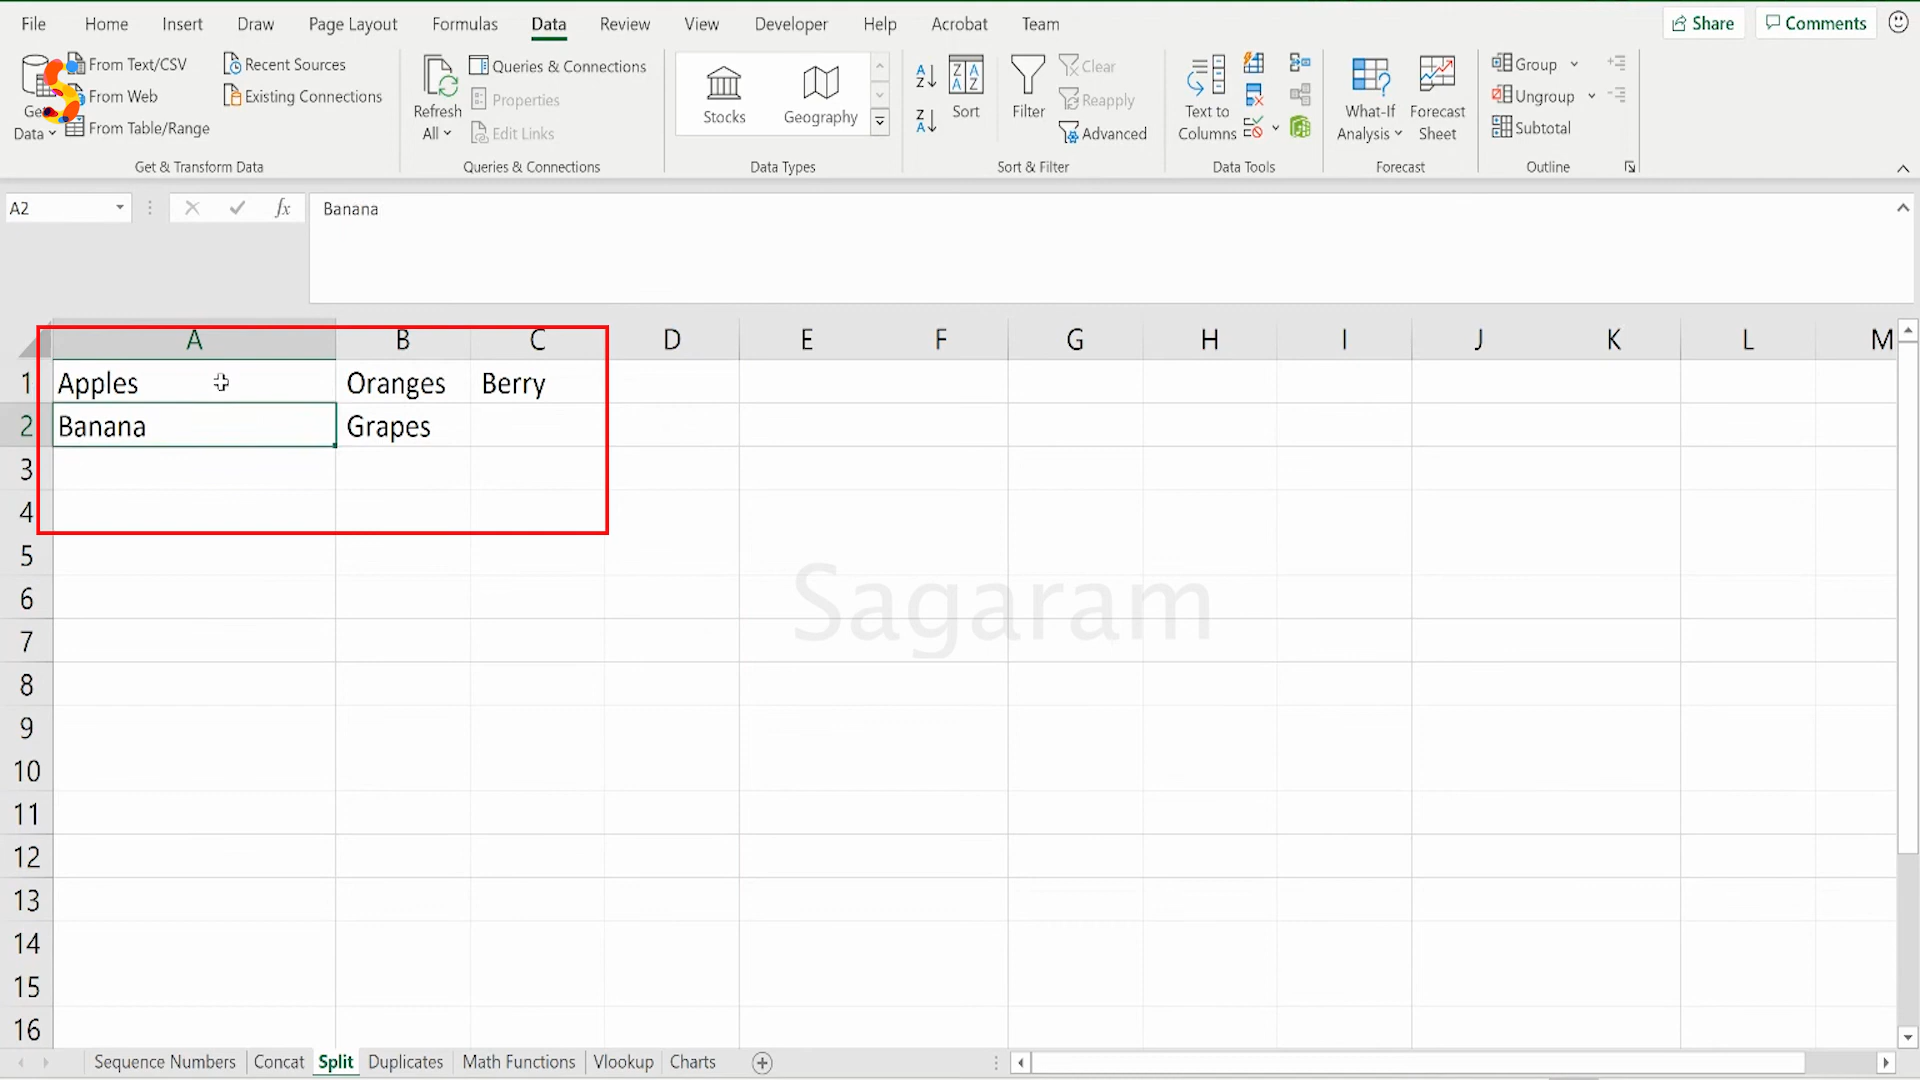 File Home Insert Draw Page Layout Formulas Data Review View Developer Help Acrobat Team Share Comments
From Text/CSV Recent Sources
From Web Existing Connections
From Table/Range
Data
Get & Transform Data
Refresh
All
Queries & Connections
Properties
Edit Links
Queries & Connections
Stocks Geography
Data Types
Sort
Filter
Clear
Reapply
Advanced
Sort & Filter
Text to
Columns
Data Tools
What-If
Analysis
Forecast
Sheet
Forecast
Group
Ungroup
Subtotal
Outline
A2 fx Banana
A B C D E F G H I J K L M
1 Apples Oranges Berry
2 Banana Grapes
3
4
5
6
Sagaram
7
8
9
10
11
12
13
14
15
16
Sequence Numbers Concat Split Duplicates Math Functions Vlookup Charts